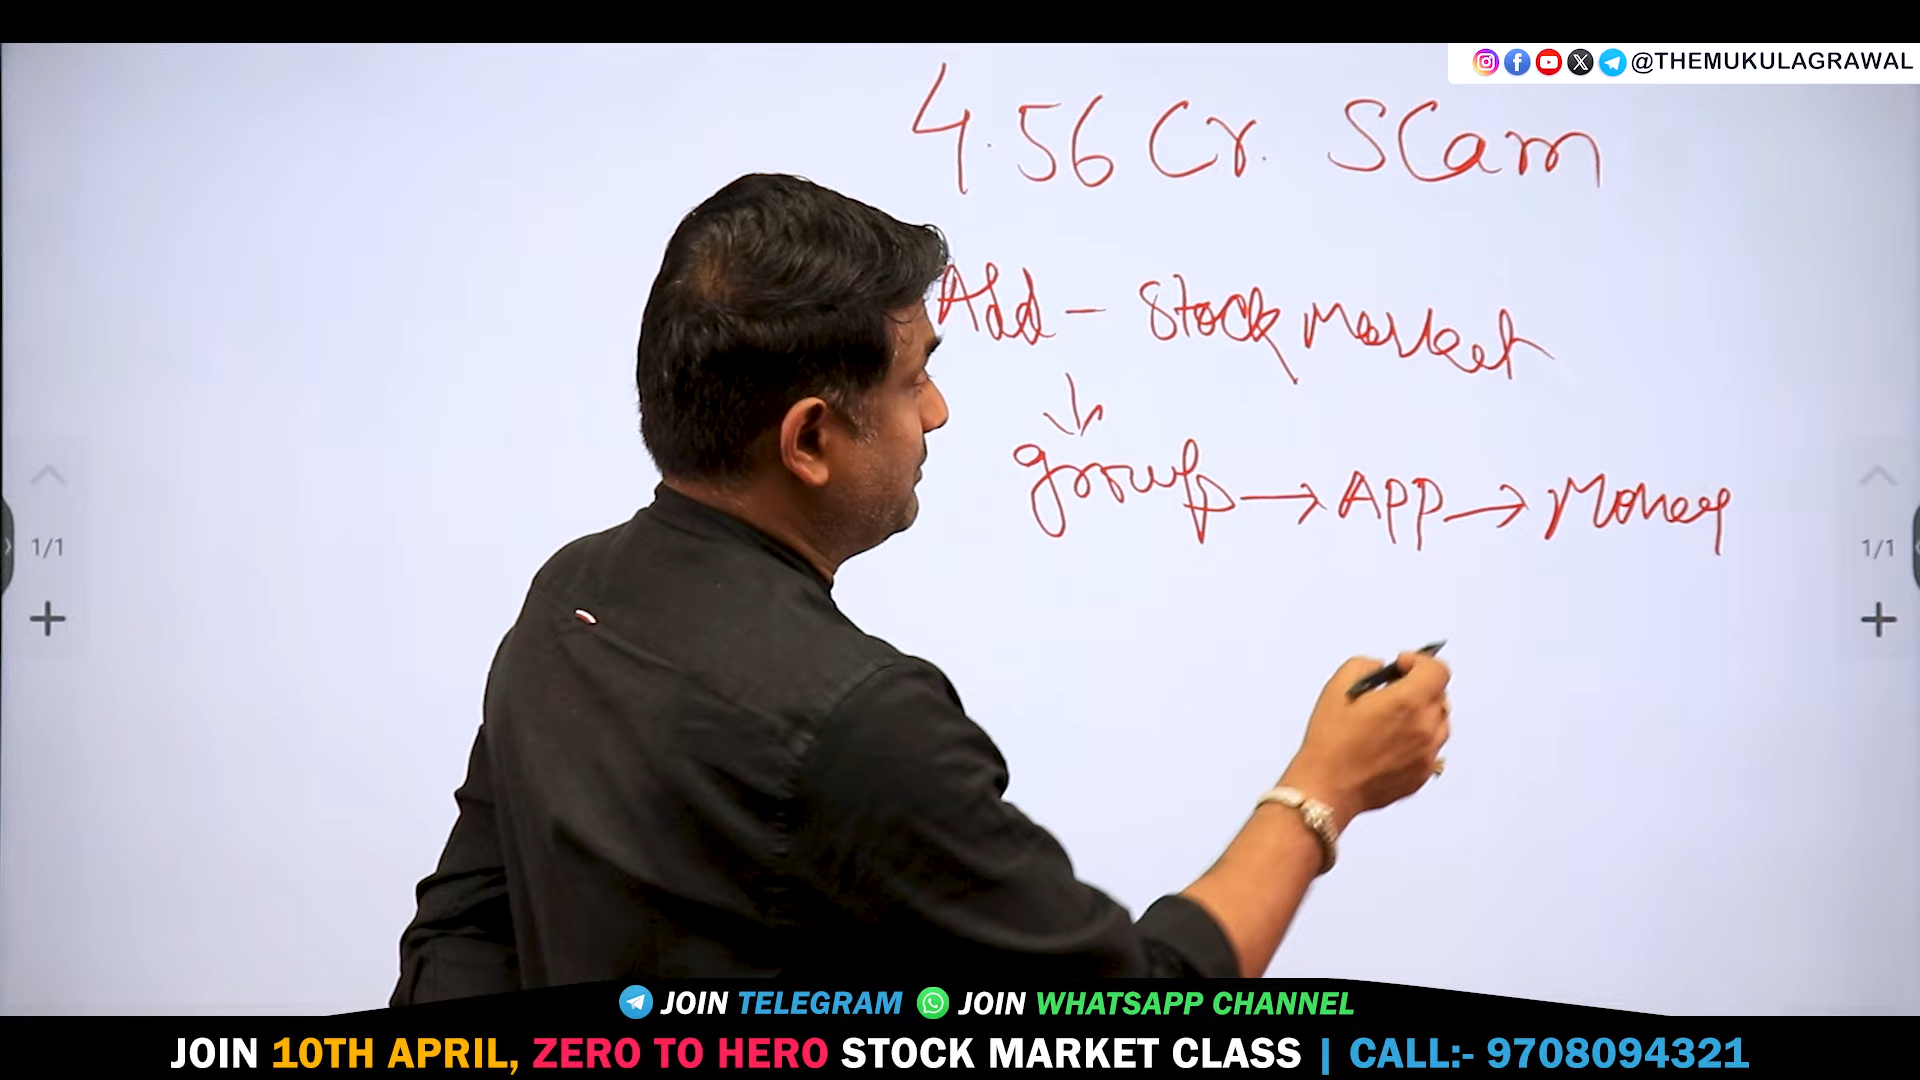 @THEMUKULAGRAWAL
4.56 Cr. Scam
Add - Stock Market
group → APP → Money
1/1
1/1
JOIN TELEGRAM JOIN WHATSAPP CHANNEL
JOIN 10TH APRIL, ZERO TO HERO STOCK MARKET CLASS | CALL:- 9708094321